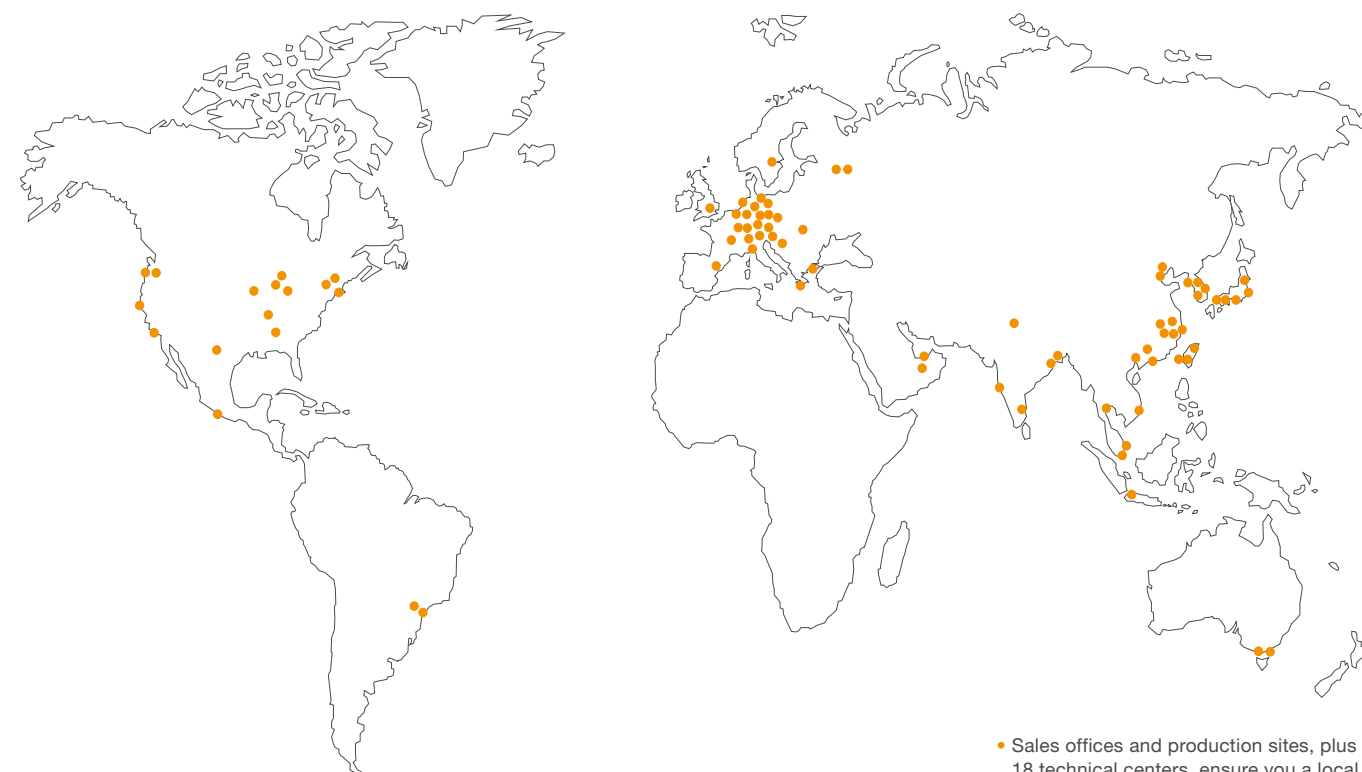 Sales offices and production sites, plus
18 technical centers, ensure you a local